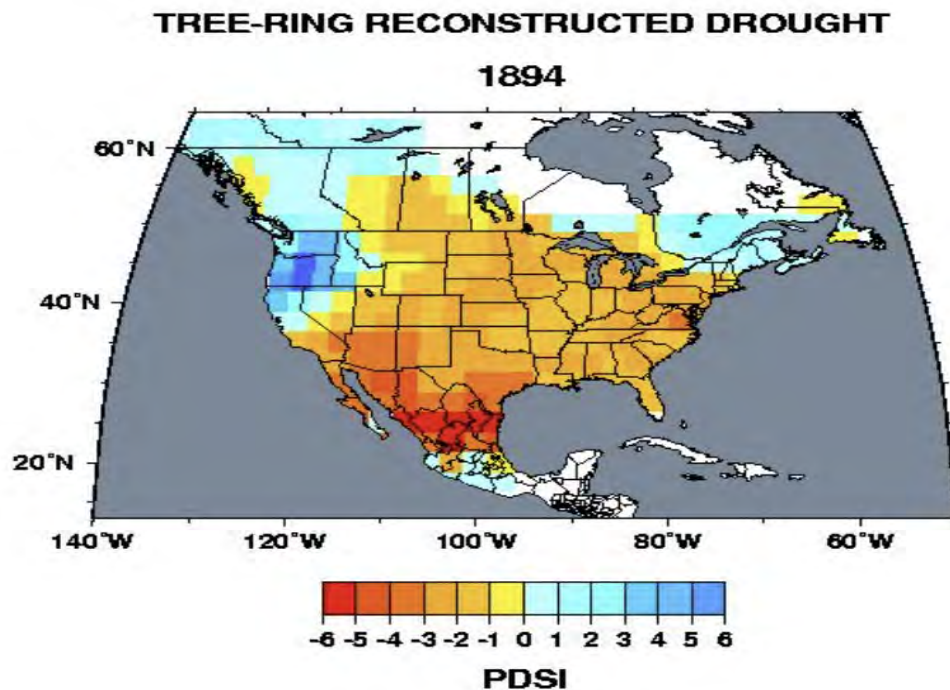 TREE-RING RECONSTRUCTED DROUGHT
1894
60°N
40°N
20°N
140°W 120°W 100°W 80°W 60°W
-6 -5 -4 -3 -2 -1 0 1 2 3 4 5 6
PDSI